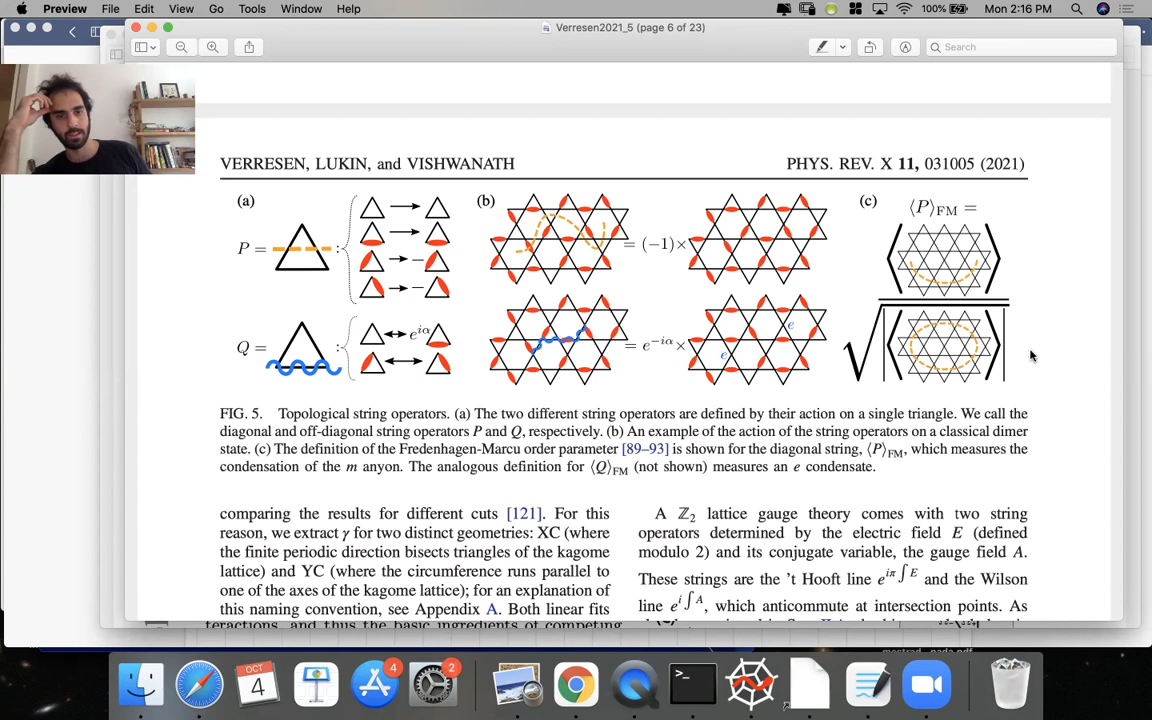 Preview File Edit View Go Tools Window Help 100% Mon 2:16 PM
Verresen2021_5 (page 6 of 23)
Search
VERRESEN, LUKIN, and VISHWANATH PHYS. REV. X 11, 031005 (2021)
(a) (b) (c) ⟨P⟩FM =
P = :
= (−1)×
Q = : e^{iα}
= e^{−iα}× e e
FIG. 5. Topological string operators. (a) The two different string operators are defined by their action on a single triangle. We call the
diagonal and off-diagonal string operators P and Q, respectively. (b) An example of the action of the string operators on a classical dimer
state. (c) The definition of the Fredenhagen-Marcu order parameter [89–93] is shown for the diagonal string, ⟨P⟩FM, which measures the
condensation of the m anyon. The analogous definition for ⟨Q⟩FM (not shown) measures an e condensate.
comparing the results for different cuts [121]. For this
reason, we extract γ for two distinct geometries: XC (where
the finite periodic direction bisects triangles of the kagome
lattice) and YC (where the circumference runs parallel to
one of the axes of the kagome lattice); for an explanation of
this naming convention, see Appendix A. Both linear fits
A ℤ2 lattice gauge theory comes with two string
operators determined by the electric field E (defined
modulo 2) and its conjugate variable, the gauge field A.
These strings are the 't Hooft line e^{iπ∫E} and the Wilson
line e^{i∫A}, which anticommute at intersection points. As
OCT
4
4
2